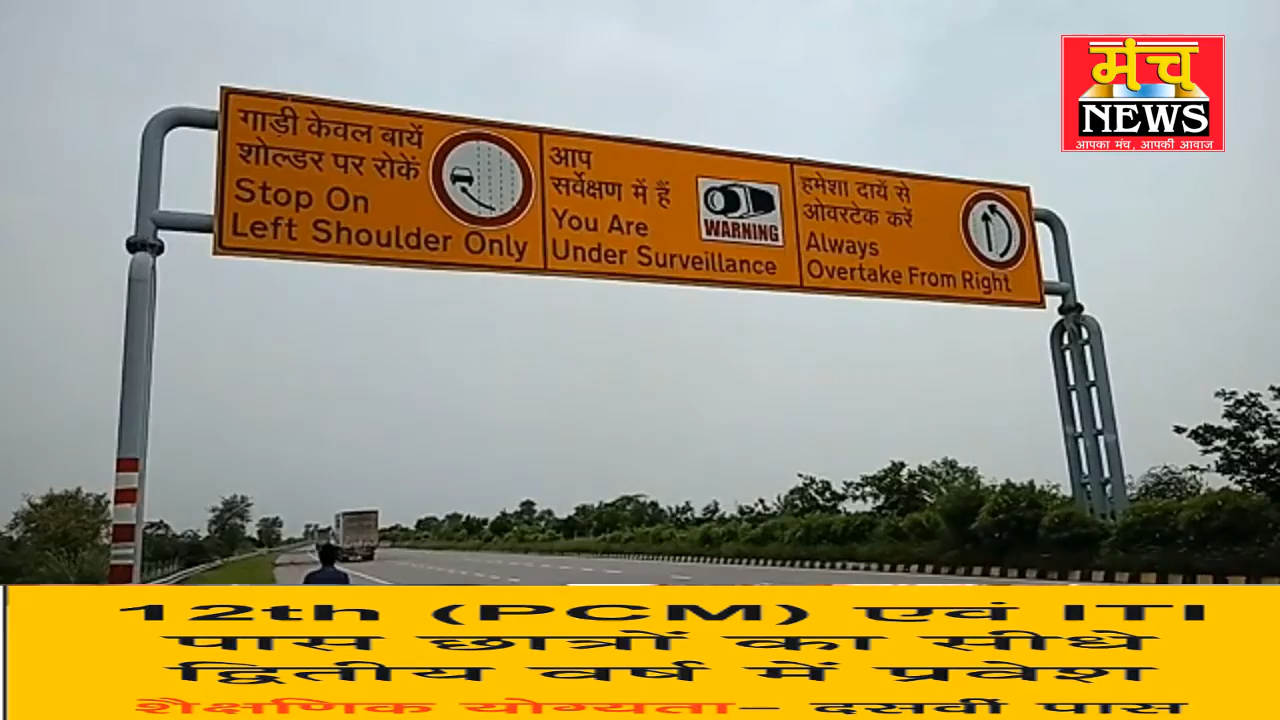 गाड़ी केवल बायें
शोल्डर पर रोकें
Stop On
Left Shoulder Only
आप
सर्वेक्षण में हैं
You Are
Under Surveillance
WARNING
हमेशा दायें से
ओवरटेक करें
Always
Overtake From Right
मंच
NEWS
आपका मंच, आपकी आवाज
12th (PCM) एवं ITI
पास छात्रों का सीधे
द्वितीय वर्ष में प्रवेश
शैक्षणिक योग्यता– दसवीं पास